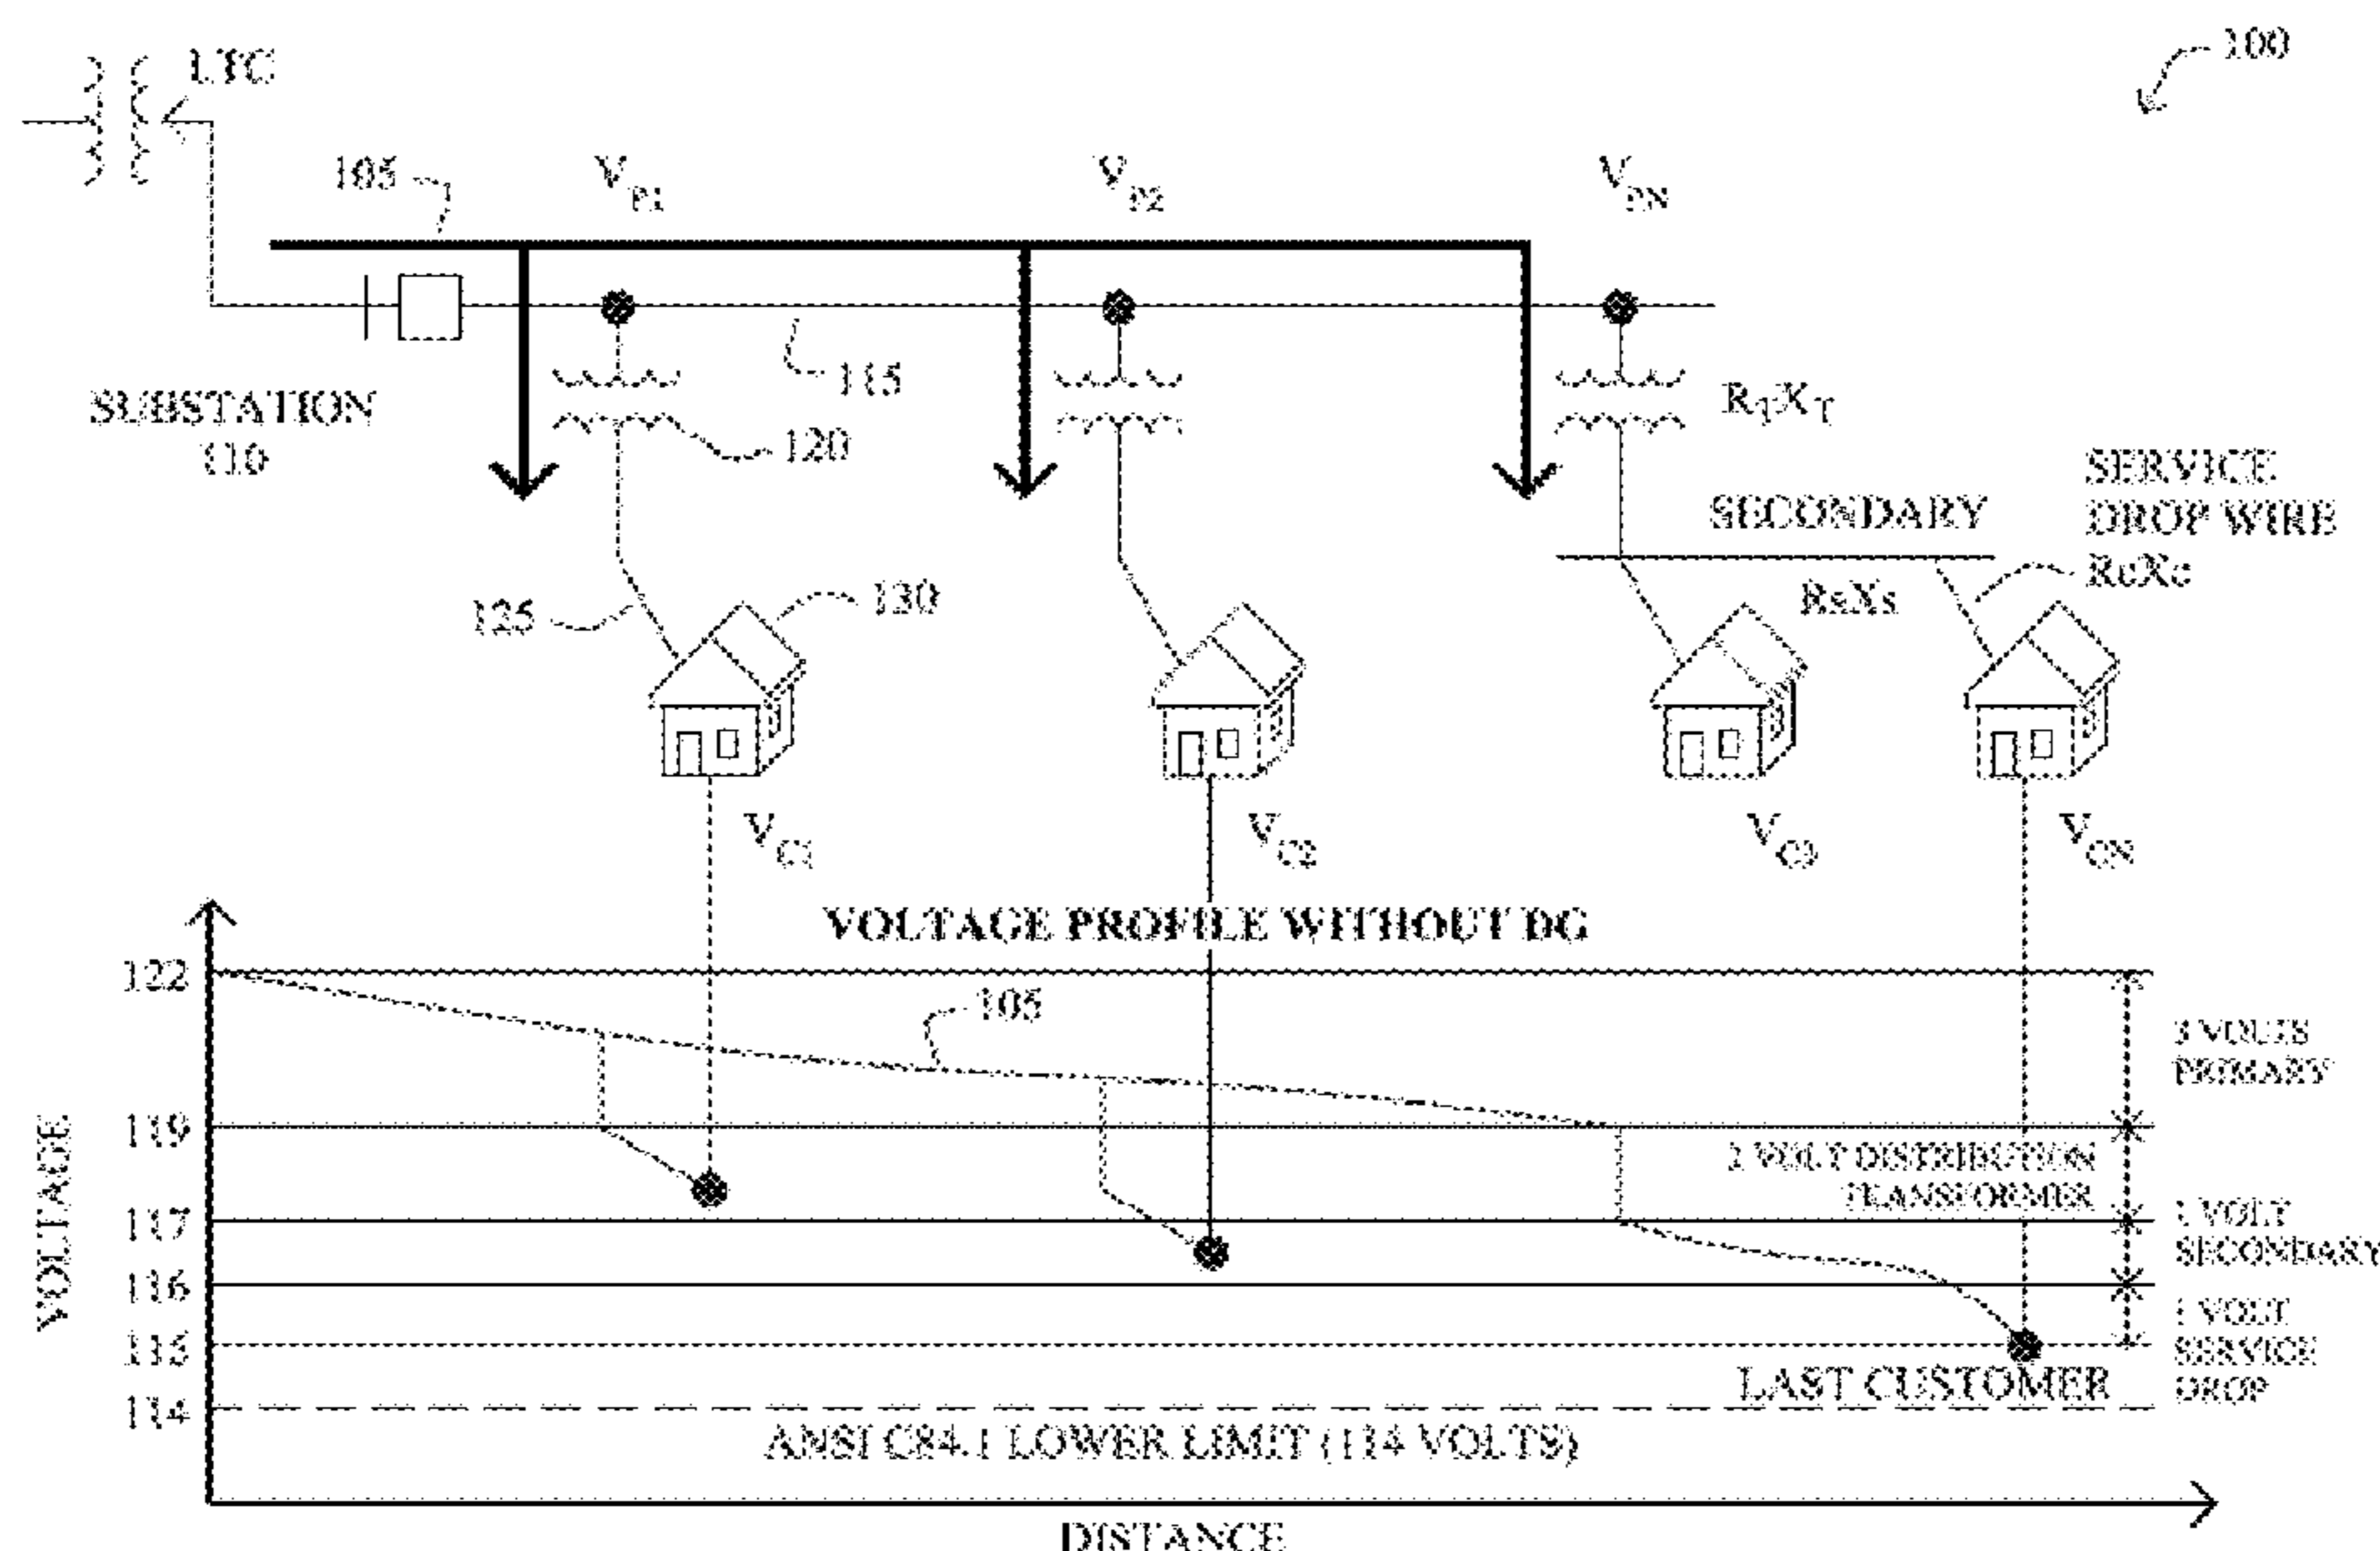 LTC
100
105
VP1
VP2
VPN
SUBSTATION
110
115
120
RTXT
SECONDARY
SERVICE
DROP WIRE
RcXc
RsXs
125
130
VC1
VC2
VC3
VCN
VOLTAGE PROFILE WITHOUT DG
VOLTAGE
122
119
117
116
115
114
105
3 VOLTS
PRIMARY
2 VOLT DISTRIBUTION
TRANSFORMER
1 VOLT
SECONDARY
1 VOLT
SERVICE
DROP
LAST CUSTOMER
ANSI C84.1 LOWER LIMIT (114 VOLTS)
DISTANCE